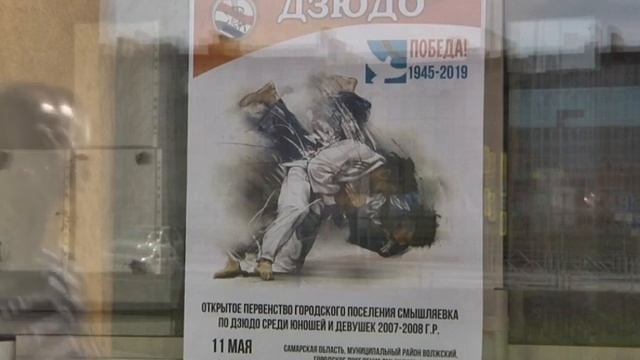 ДЗЮДО
ПОБЕДА!
1945-2019
ОТКРЫТОЕ ПЕРВЕНСТВО ГОРОДСКОГО ПОСЕЛЕНИЯ СМЫШЛЯЕВКА
ПО ДЗЮДО СРЕДИ ЮНОШЕЙ И ДЕВУШЕК 2007-2008 Г.Р.
11 МАЯ
САМАРСКАЯ ОБЛАСТЬ, МУНИЦИПАЛЬНЫЙ РАЙОН ВОЛЖСКИЙ,